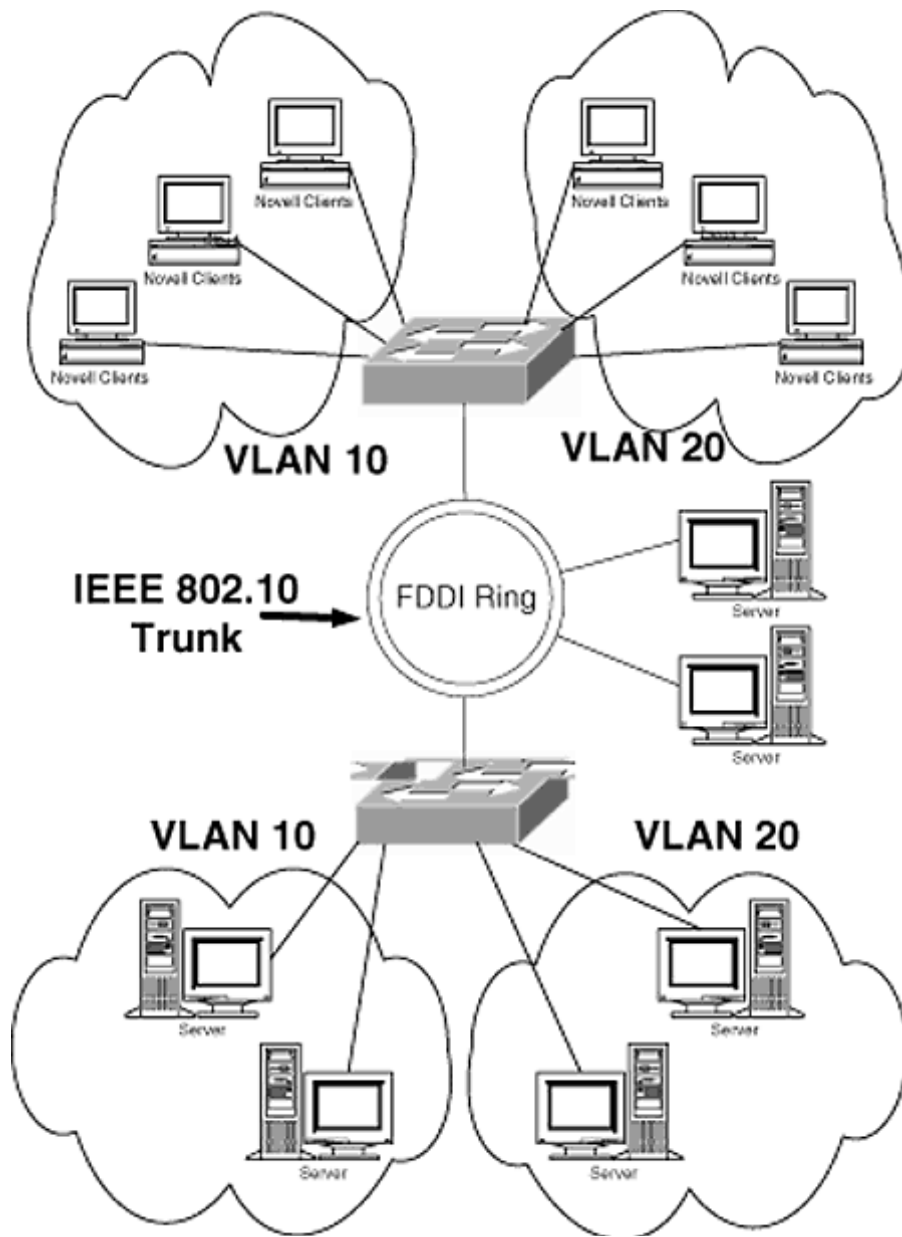 Novell Clients
Novell Clients
Novell Clients
Novell Clients
Novell Clients
Novell Clients
VLAN 10
VLAN 20
IEEE 802.10
Trunk
FDDI Ring
Server
Server
VLAN 10
VLAN 20
Server
Server
Server
Server